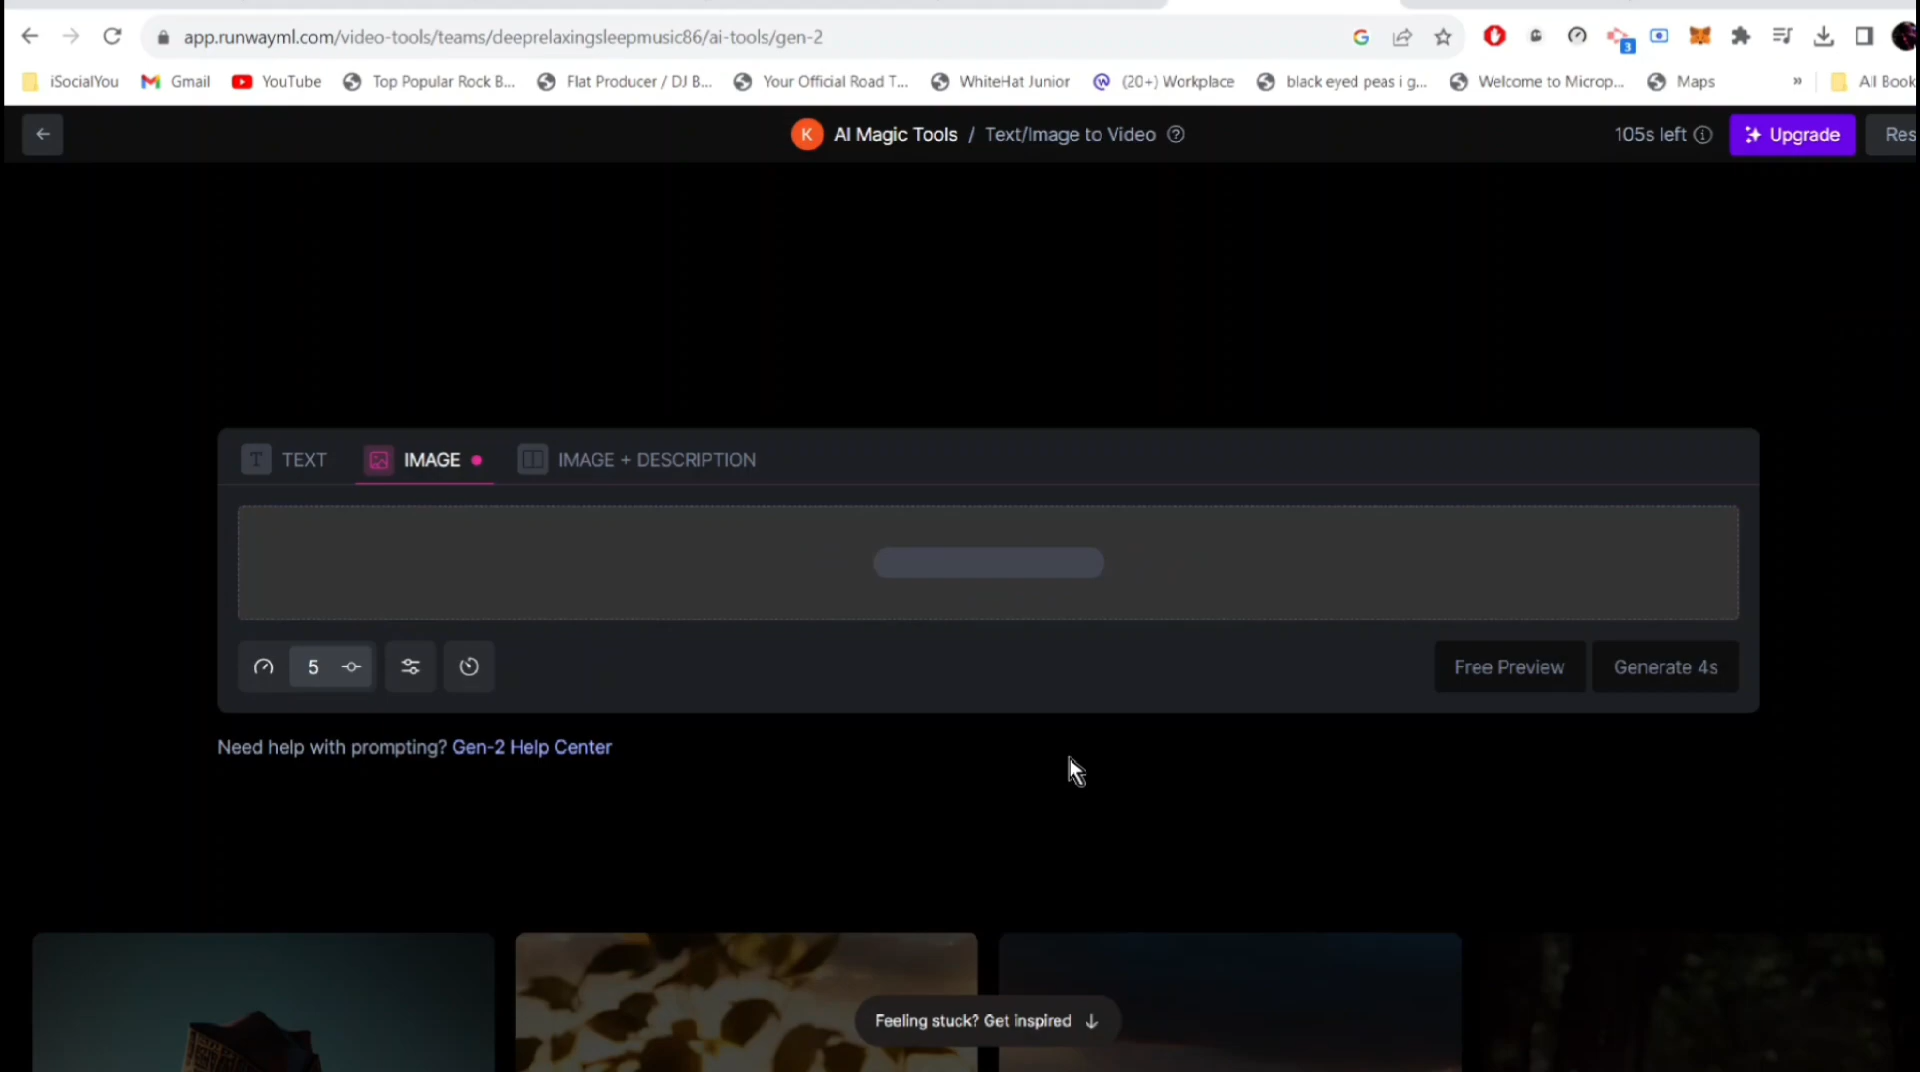 app.runwayml.com/video-tools/teams/deeprelaxingsleepmusic86/ai-tools/gen-2
3
iSocialYou
Gmail
YouTube
Top Popular Rock B...
Flat Producer / DJ B...
Your Official Road T...
WhiteHat Junior
(20+) Workplace
black eyed peas i g...
Welcome to Microp...
Maps
»
All Book
K AI Magic Tools / Text/Image to Video
105s left
Upgrade
Res
T TEXT
IMAGE
IMAGE + DESCRIPTION
5
Free Preview
Generate 4s
Need help with prompting? Gen-2 Help Center
Feeling stuck? Get inspired ↓